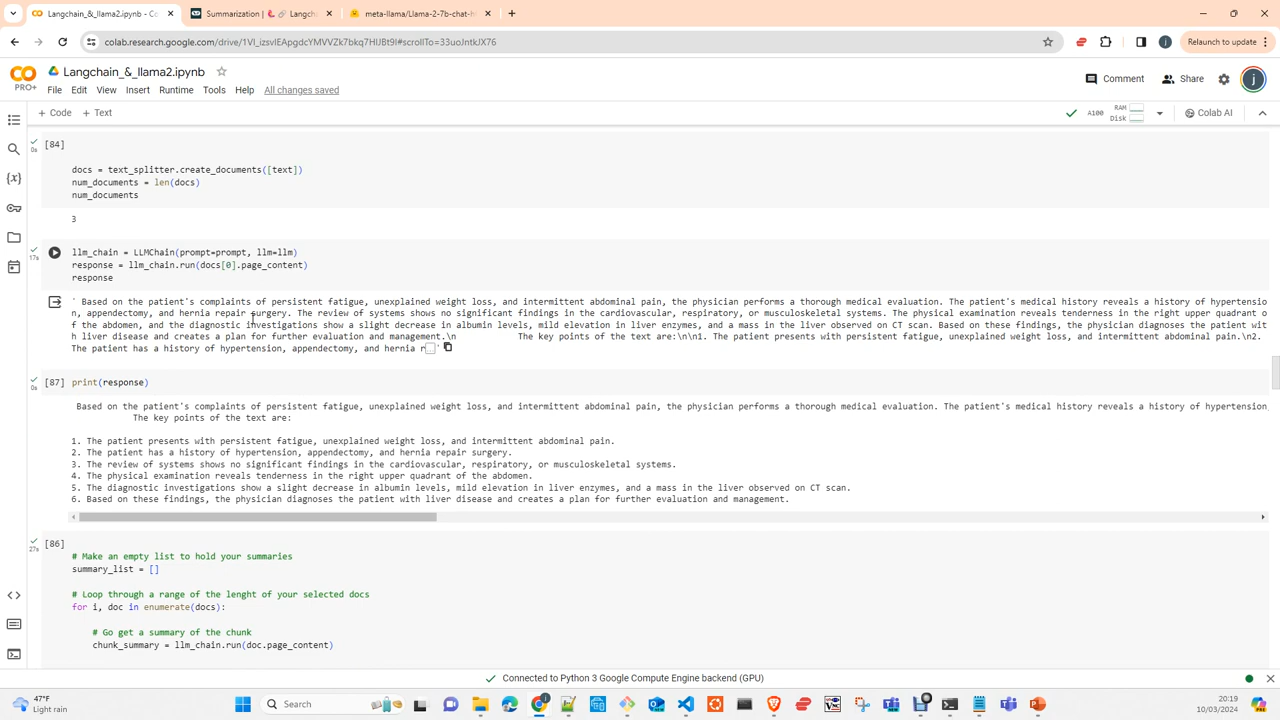 Langchain_&_llama2.ipynb - Co
Summarization | 🦜️🔗 Langch
meta-llama/Llama-2-7b-chat-h
colab.research.google.com/drive/
Relaunch to update
Langchain_&_llama2.ipynb
PRO+
File Edit View Insert Runtime Tools Help All changes saved
Comment Share
+ Code + Text
A100 RAM Disk Colab AI
[84]
0s
docs = text_splitter.create_documents([text])
num_documents = len(docs)
num_documents
3
llm_chain = LLMChain(prompt=prompt, llm=llm)
17s
response = llm_chain.run(docs[0].page_content)
response
' Based on the patient's complaints of persistent fatigue, unexplained weight loss, and intermittent abdominal pain, the physician performs a thorough medical evaluation. The patient's medical history reveals a history of hypertensio
n, appendectomy, and hernia repair surgery. The review of systems shows no significant findings in the cardiovascular, respiratory, or musculoskeletal systems. The physical examination reveals tenderness in the right upper quadrant o
f the abdomen, and the diagnostic investigations show a slight decrease in albumin levels, mild elevation in liver enzymes, and a mass in the liver observed on CT scan. Based on these findings, the physician diagnoses the patient wit
h liver disease and creates a plan for further evaluation and management.\n The key points of the text are:\n\n1. The patient presents with persistent fatigue, unexplained weight loss, and intermittent abdominal pain.\n2.
The patient has a history of hypertension, appendectomy, and hernia r...'
[87] print(response)
0s
Based on the patient's complaints of persistent fatigue, unexplained weight loss, and intermittent abdominal pain, the physician performs a thorough medical evaluation. The patient's medical history reveals a history of hypertension,
The key points of the text are:
1. The patient presents with persistent fatigue, unexplained weight loss, and intermittent abdominal pain.
2. The patient has a history of hypertension, appendectomy, and hernia repair surgery.
3. The review of systems shows no significant findings in the cardiovascular, respiratory, or musculoskeletal systems.
4. The physical examination reveals tenderness in the right upper quadrant of the abdomen.
5. The diagnostic investigations show a slight decrease in albumin levels, mild elevation in liver enzymes, and a mass in the liver observed on CT scan.
6. Based on these findings, the physician diagnoses the patient with liver disease and creates a plan for further evaluation and management.
[86]
27s
# Make an empty list to hold your summaries
summary_list = []
# Loop through a range of the lenght of your selected docs
for i, doc in enumerate(docs):
# Go get a summary of the chunk
chunk_summary = llm_chain.run(doc.page_content)
Connected to Python 3 Google Compute Engine backend (GPU)
47°F
Light rain
Search
20:19
10/03/2024